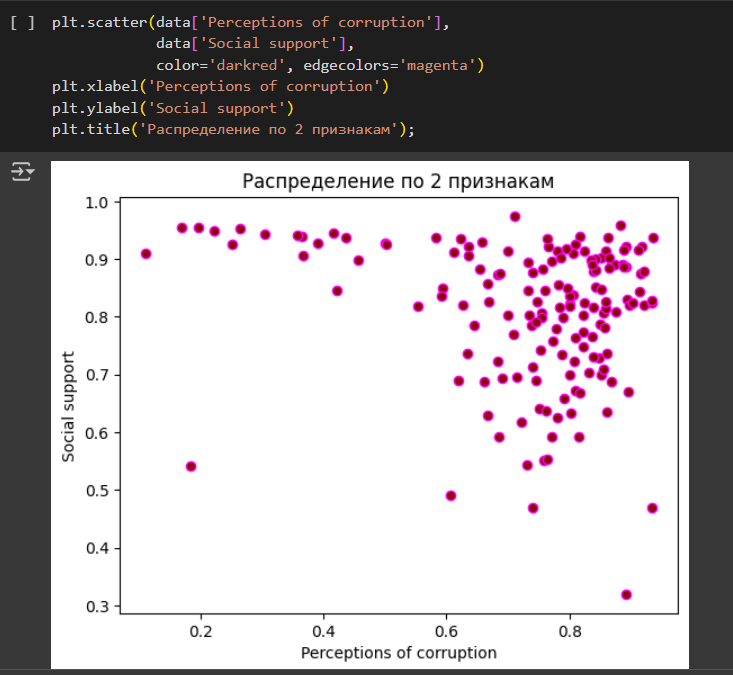 [ ] plt.scatter(data['Perceptions of corruption'],
data['Social support'],
color='darkred', edgecolors='magenta')
plt.xlabel('Perceptions of corruption')
plt.ylabel('Social support')
plt.title('Распределение по 2 признакам');
Распределение по 2 признакам
1.0
0.9
0.8
0.7
0.6
0.5
0.4
0.3
Social support
0.2 0.4 0.6 0.8
Perceptions of corruption